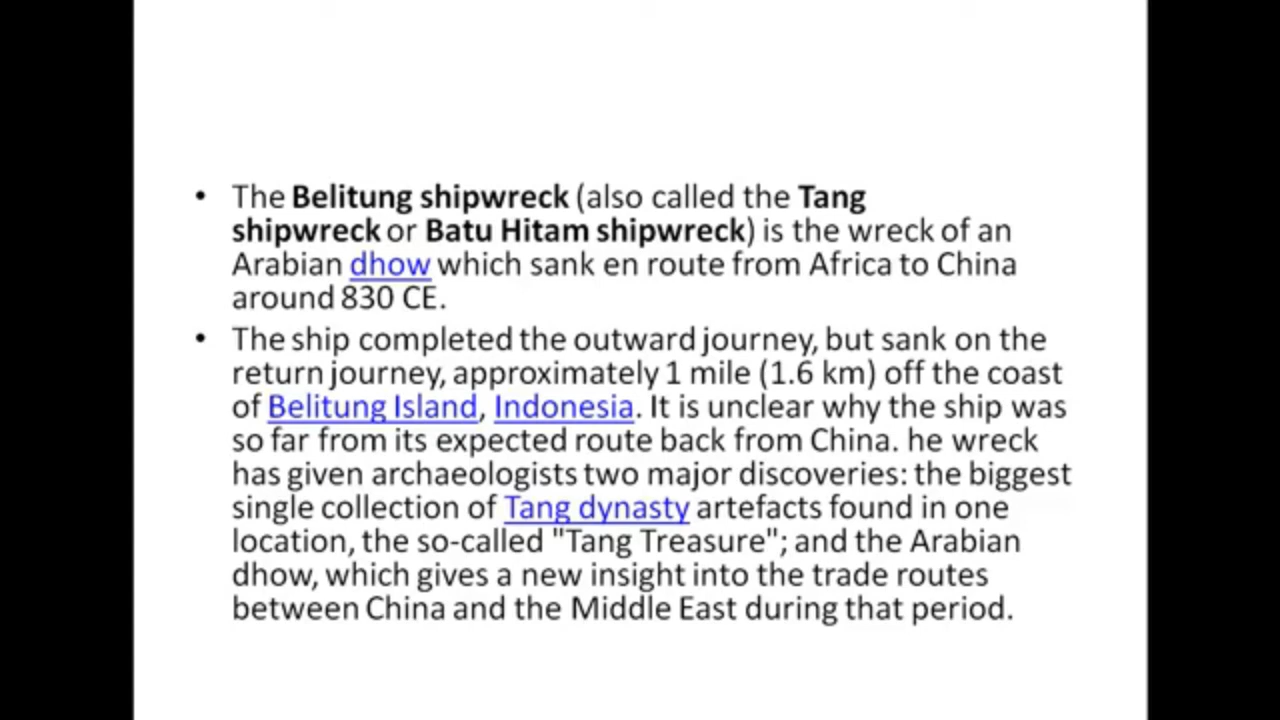 • The Belitung shipwreck (also called the Tang
shipwreck or Batu Hitam shipwreck) is the wreck of an
Arabian dhow which sank en route from Africa to China
around 830 CE.
• The ship completed the outward journey, but sank on the
return journey, approximately 1 mile (1.6 km) off the coast
of Belitung Island, Indonesia. It is unclear why the ship was
so far from its expected route back from China. he wreck
has given archaeologists two major discoveries: the biggest
single collection of Tang dynasty artefacts found in one
location, the so-called "Tang Treasure"; and the Arabian
dhow, which gives a new insight into the trade routes
between China and the Middle East during that period.